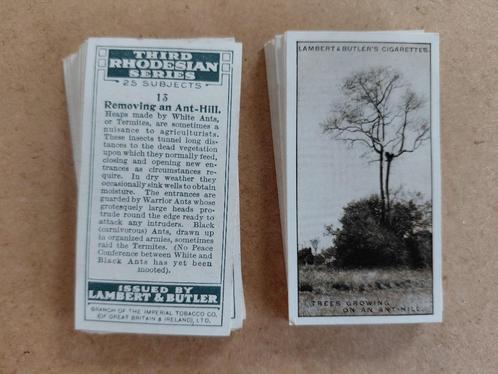 THIRD
RHODESIAN
SERIES
25 SUBJECTS
13
Removing an Ant-Hill.
Heaps made by White Ants,
or Termites, are sometimes a
nuisance to agriculturists.
These insects tunnel long dis-
tances to the dead vegetation
upon which they normally feed,
closing and opening new en-
trances as circumstances re-
quire. In dry weather they
occasionally sink wells to obtain
moisture. The entrances are
guarded by Warrior Ants whose
grotesquely large heads pro-
trude round the edge ready to
attack any intruders. Black
(carnivorous) Ants, drawn up
in organized armies, sometimes
raid the Termites. (No Peace
Conference between White and
Black Ants has yet been
mooted).
ISSUED BY
LAMBERT & BUTLER
BRANCH OF THE IMPERIAL TOBACCO CO.
(OF GREAT BRITAIN & IRELAND), LTD.
LAMBERT & BUTLER'S CIGARETTES.
TREES GROWING
ON AN ANT-HILL.